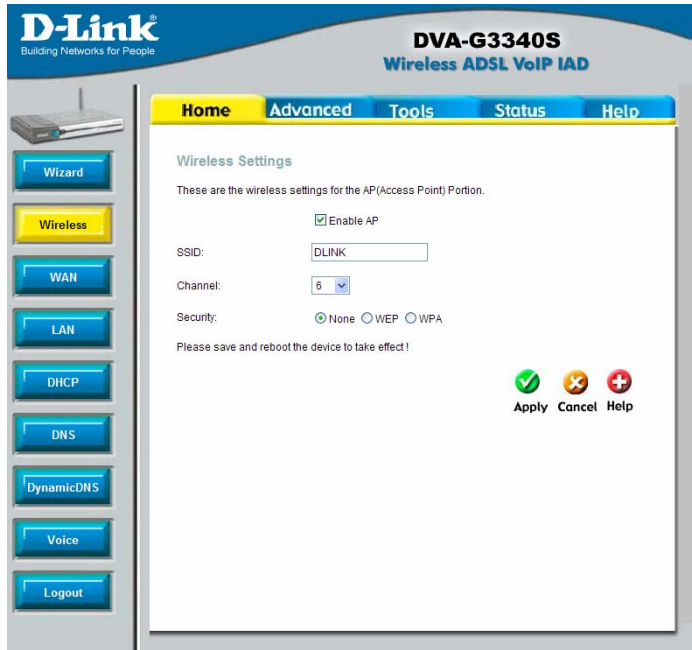 D-Link®
Building Networks for People
DVA-G3340S
Wireless ADSL VoIP IAD
Home Advanced Tools Status Help
Wizard
Wireless
WAN
LAN
DHCP
DNS
DynamicDNS
Voice
Logout
Wireless Settings
These are the wireless settings for the AP(Access Point) Portion.
Enable AP
SSID: DLINK
Channel: 6
Security: None WEP WPA
Please save and reboot the device to take effect !
Apply Cancel Help